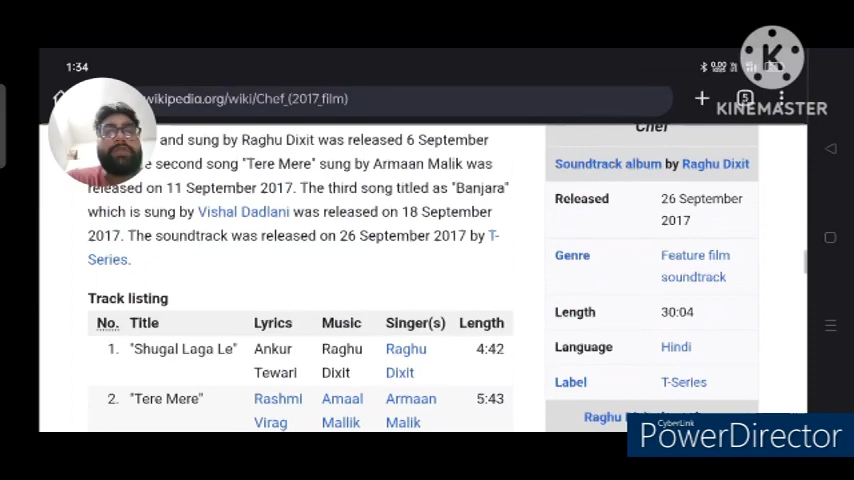 1:34
wikipedia.org/wiki/Chef_(2017_film)
5
K
KINEMASTER
and sung by Raghu Dixit was released 6 September
second song "Tere Mere" sung by Armaan Malik was
released on 11 September 2017. The third song titled as "Banjara"
which is sung by Vishal Dadlani was released on 18 September
2017. The soundtrack was released on 26 September 2017 by T-
Series.
Track listing
No. Title Lyrics Music Singer(s) Length
1. "Shugal Laga Le" Ankur Raghu Raghu 4:42
Tewari Dixit Dixit
2. "Tere Mere" Rashmi Amaal Armaan 5:43
Virag Mallik Malik
Chef
Soundtrack album by Raghu Dixit
Released 26 September
2017
Genre Feature film
soundtrack
Length 30:04
Language Hindi
Label T-Series
Raghu
CyberLink
PowerDirector